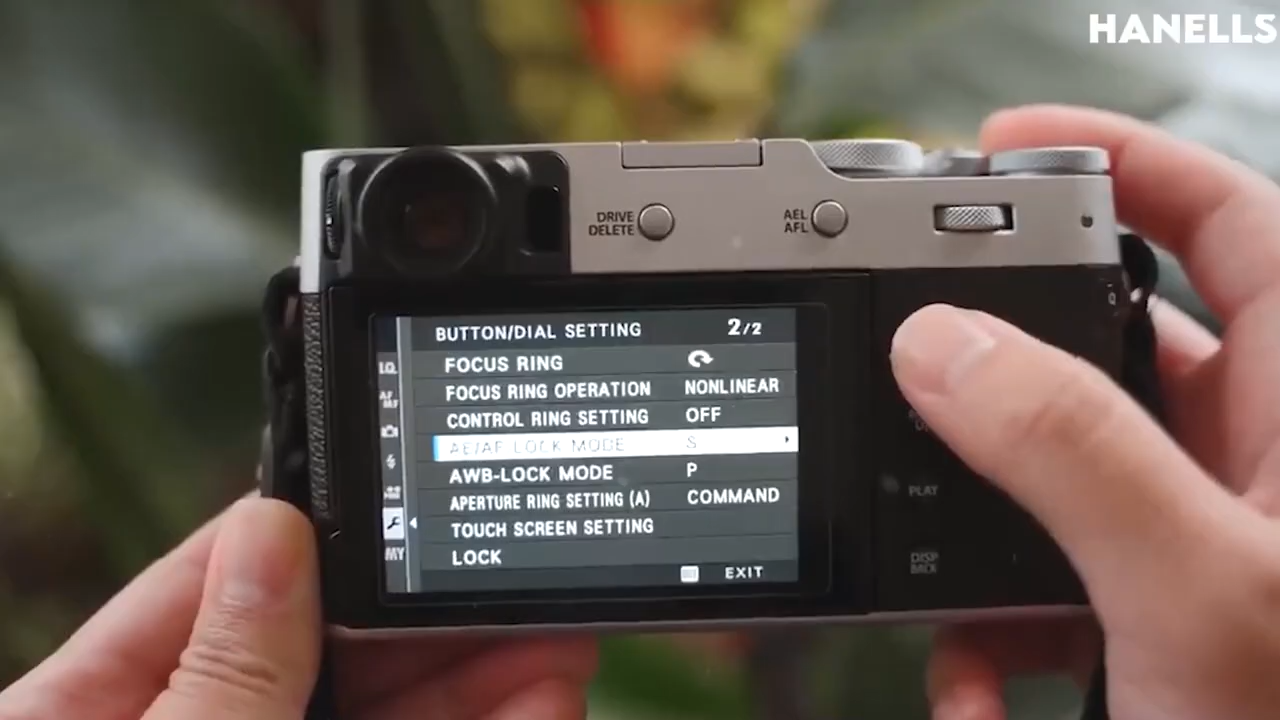 HANELLS
DRIVE
DELETE
AEL
AFL
Q
BUTTON/DIAL SETTING 2/2
I.Q.
FOCUS RING
AF
MF
FOCUS RING OPERATION NONLINEAR
CONTROL RING SETTING OFF
AE/AF LOCK MODE S
AWB-LOCK MODE P
APERTURE RING SETTING (A) COMMAND
TOUCH SCREEN SETTING
MY
LOCK
EXIT
PLAY
DISP
BACK